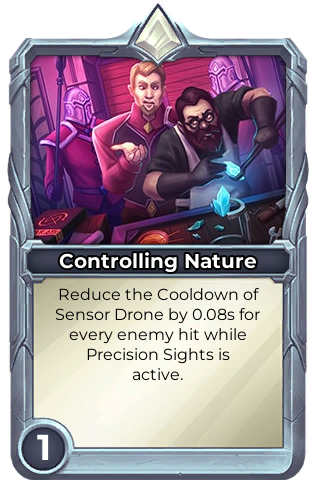 Controlling Nature
Reduce the Cooldown of
Sensor Drone by 0.08s for
every enemy hit while
Precision Sights is
active.
1